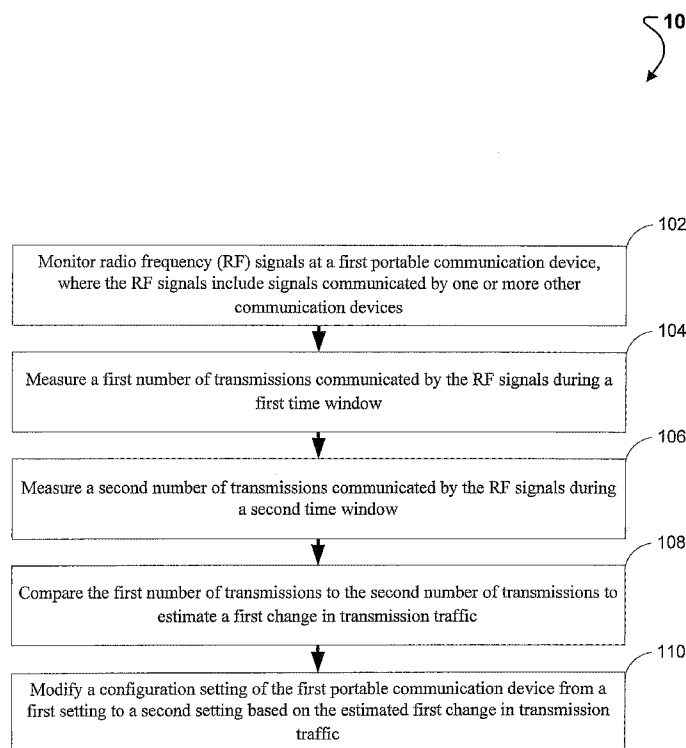 10
102
Monitor radio frequency (RF) signals at a first portable communication device,
where the RF signals include signals communicated by one or more other
communication devices
104
Measure a first number of transmissions communicated by the RF signals during a
first time window
106
Measure a second number of transmissions communicated by the RF signals during
a second time window
108
Compare the first number of transmissions to the second number of transmissions to
estimate a first change in transmission traffic
110
Modify a configuration setting of the first portable communication device from a
first setting to a second setting based on the estimated first change in transmission
traffic